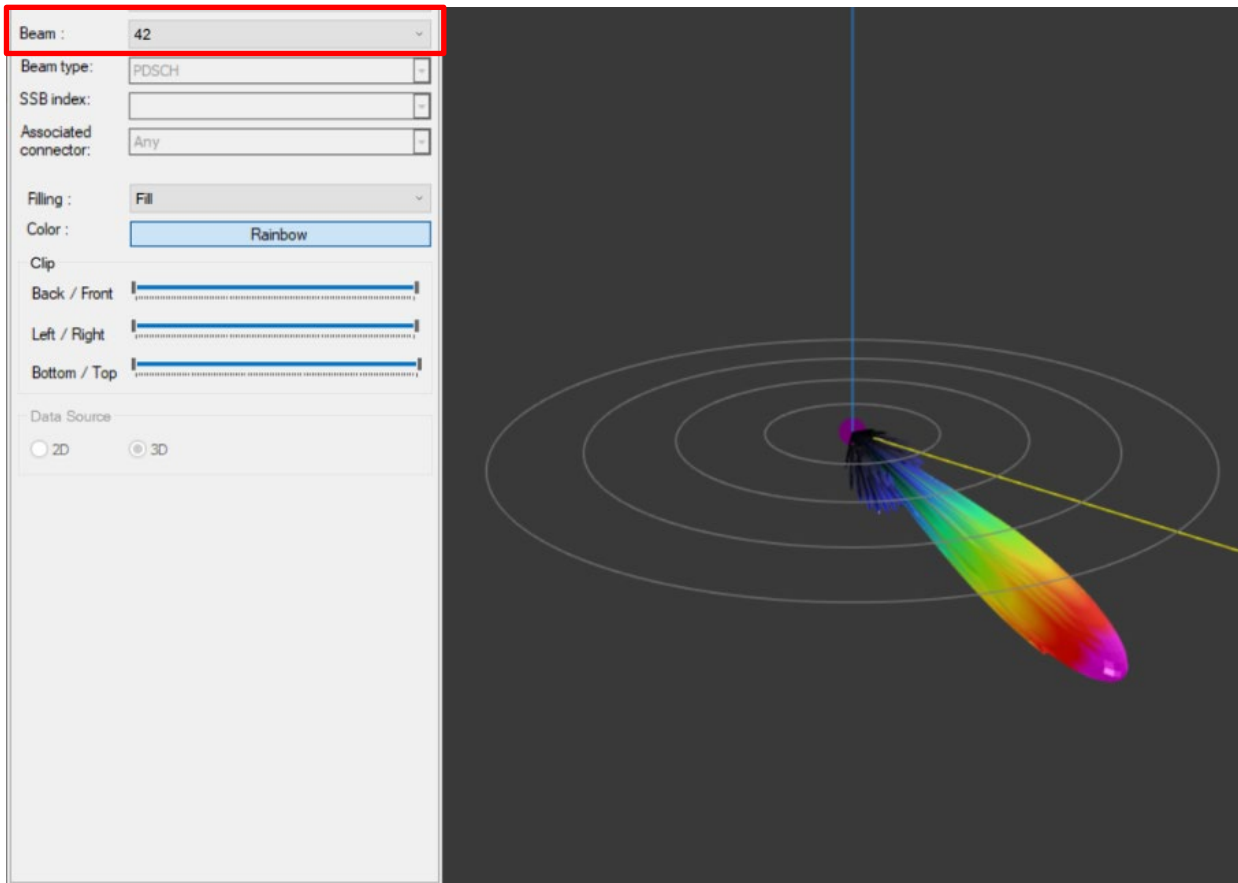 Beam : 42
Beam type: PDSCH
SSB index:
Associated
connector: Any
Filling : Fill
Color : Rainbow
Clip
Back / Front
Left / Right
Bottom / Top
Data Source
2D 3D